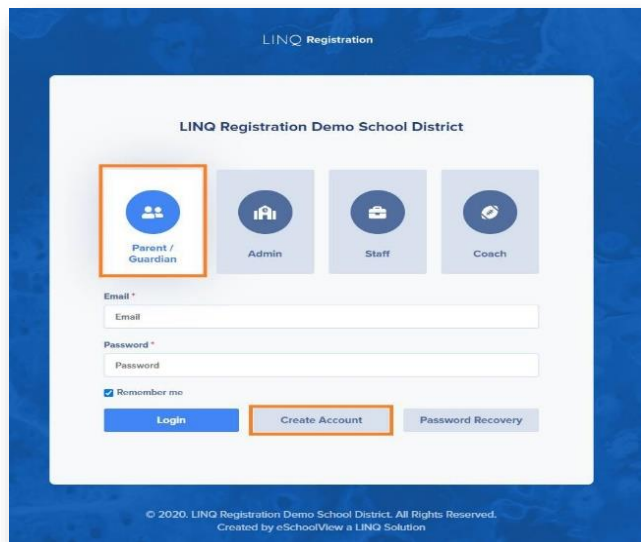 LINQ Registration
LINQ Registration Demo School District
Parent / Guardian
Admin
Staff
Coach
Email *
Email
Password *
Password
Remember me
Login
Create Account
Password Recovery
© 2020. LINQ Registration Demo School District. All Rights Reserved.
Created by eSchoolView a LINQ Solution